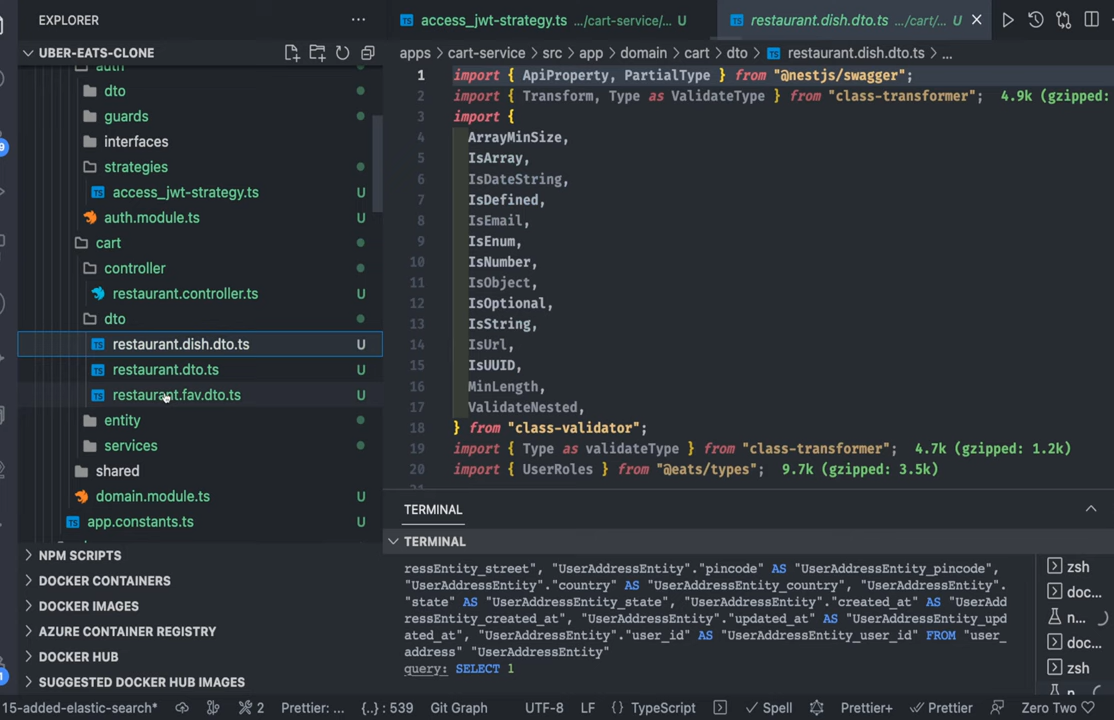 EXPLORER
UBER-EATS-CLONE
auth
dto
guards
interfaces
strategies
TS access_jwt-strategy.ts U
auth.module.ts U
cart
controller
restaurant.controller.ts U
dto
TS restaurant.dish.dto.ts U
TS restaurant.dto.ts U
TS restaurant.fav.dto.ts U
entity
services
shared
domain.module.ts U
TS app.constants.ts U
NPM SCRIPTS
DOCKER CONTAINERS
DOCKER IMAGES
AZURE CONTAINER REGISTRY
DOCKER HUB
SUGGESTED DOCKER HUB IMAGES
TS access_jwt-strategy.ts .../cart-service/... U
TS restaurant.dish.dto.ts .../cart/... U
apps > cart-service > src > app > domain > cart > dto > TS restaurant.dish.dto.ts > ...
1 import { ApiProperty, PartialType } from "@nestjs/swagger";
2 import { Transform, Type as ValidateType } from "class-transformer"; 4.9k (gzipped:
3 import {
4 ArrayMinSize,
5 IsArray,
6 IsDateString,
7 IsDefined,
8 IsEmail,
9 IsEnum,
10 IsNumber,
11 IsObject,
12 IsOptional,
13 IsString,
14 IsUrl,
15 IsUUID,
16 MinLength,
17 ValidateNested,
18 } from "class-validator";
19 import { Type as validateType } from "class-transformer"; 4.7k (gzipped: 1.2k)
20 import { UserRoles } from "@eats/types"; 9.7k (gzipped: 3.5k)
TERMINAL
TERMINAL
ressEntity_street", "UserAddressEntity"."pincode" AS "UserAddressEntity_pincode",
"UserAddressEntity"."country" AS "UserAddressEntity_country", "UserAddressEntity".
"state" AS "UserAddressEntity_state", "UserAddressEntity"."created_at" AS "UserAdd
ressEntity_created_at", "UserAddressEntity"."updated_at" AS "UserAddressEntity_upd
ated_at", "UserAddressEntity"."user_id" AS "UserAddressEntity_user_id" FROM "user_
address" "UserAddressEntity"
query: SELECT 1
zsh
doc...
n...
doc...
zsh
15-added-elastic-search* 2 Prettier: ... {..} : 539 Git Graph UTF-8 LF {} TypeScript Spell Prettier+ Prettier Zero Two